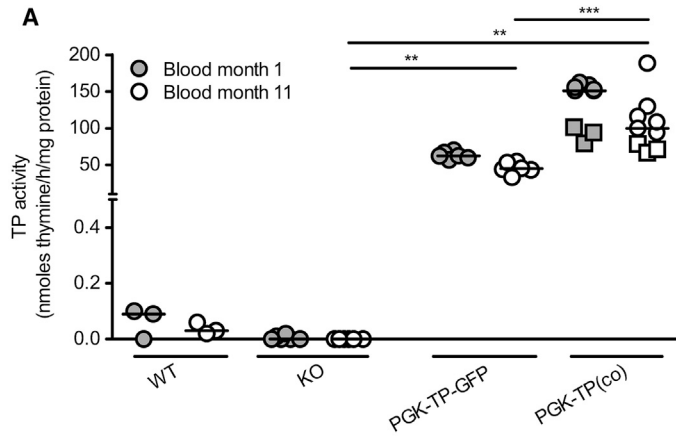 A
***
**
**
200
150
100
50
0.4
0.2
0.0
TP activity
(nmoles thymine/h/mg protein)
Blood month 1
Blood month 11
WT
KO
PGK-TP-GFP
PGK-TP(co)